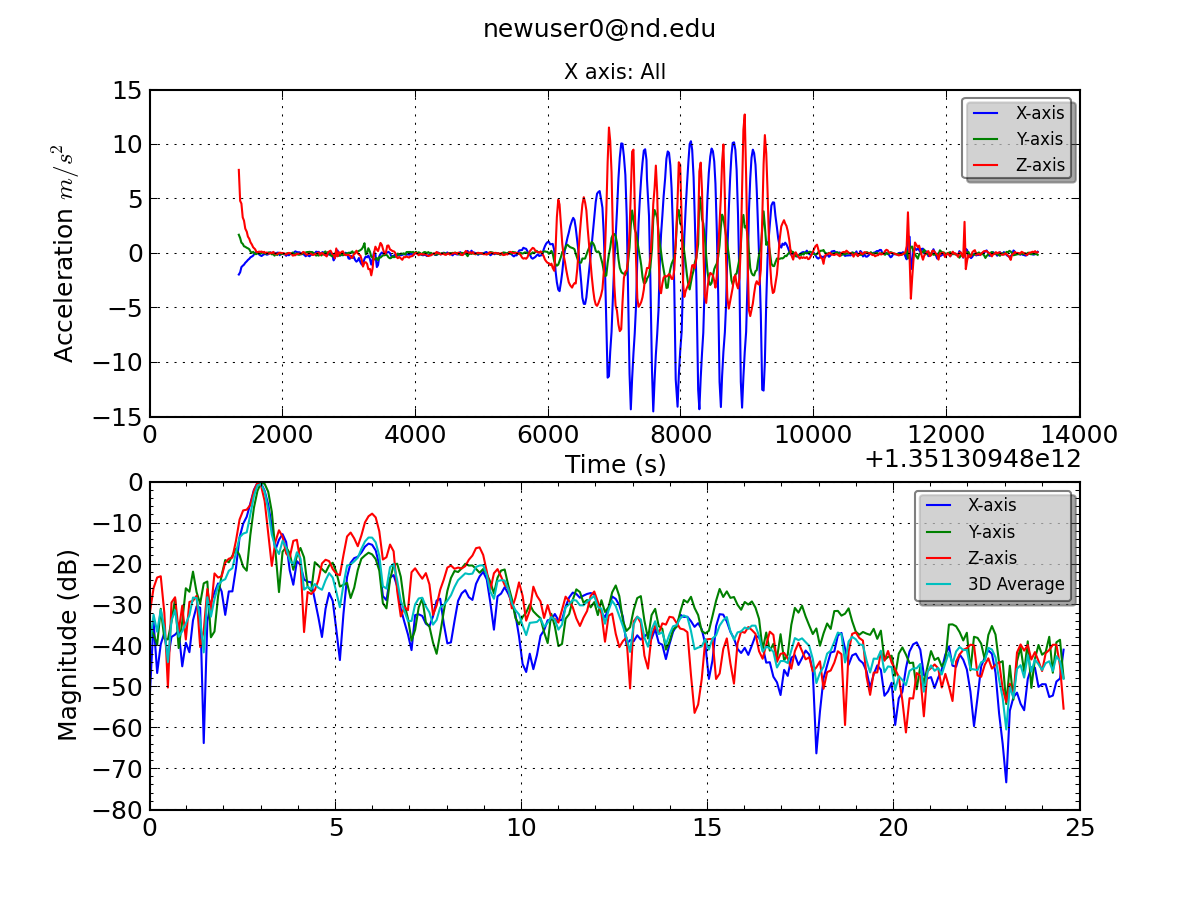 newuser0@nd.edu
X axis: All
Acceleration m/s²
15
10
5
0
−5
−10
−15
X-axis
Y-axis
Z-axis
0 2000 4000 6000 8000 10000 12000 14000
Time (s)
+1.35130948e12
Magnitude (dB)
0
−10
−20
−30
−40
−50
−60
−70
−80
X-axis
Y-axis
Z-axis
3D Average
0 5 10 15 20 25